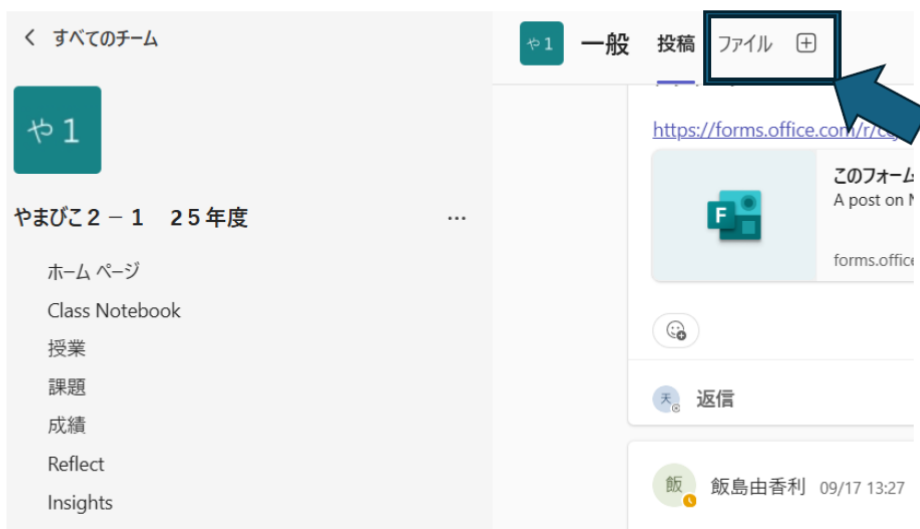 すべてのチーム
や1
やまびこ2－1　25年度
…
ホーム ページ
Class Notebook
授業
課題
成績
Reflect
Insights
や1 一般 投稿 ファイル
https://forms.office.com/r/c
このフォーム
A post on
forms.office
天 返信
飯 飯島由香利 09/17 13:27